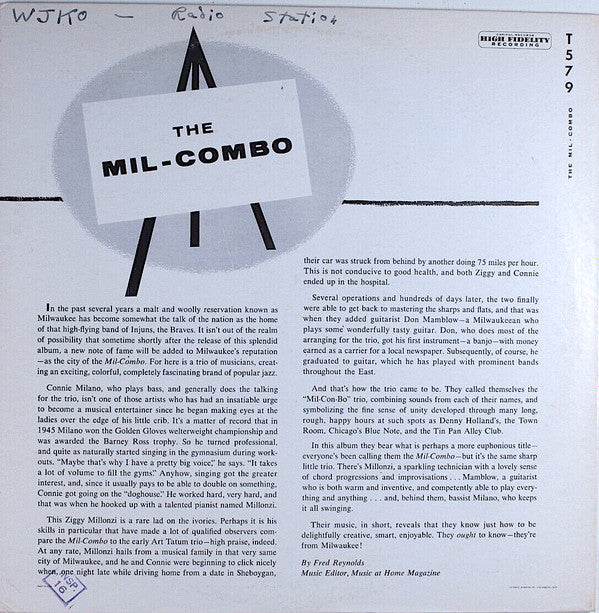 WJKO - Radio Station
CAPITOL RECORDS
HIGH FIDELITY
RECORDING
T579
THE MIL-COMBO
THE
MIL-COMBO
In the past several years a malt and woolly reservation known as
Milwaukee has become somewhat the talk of the nation as the home
of that high-flying band of Injuns, the Braves. It isn't out of the realm
of possibility that sometime shortly after the release of this splendid
album, a new note of fame will be added to Milwaukee's reputation
—as the city of the Mil-Combo. For here is a trio of musicians, creat-
ing an exciting, colorful, completely fascinating brand of popular jazz.
Connie Milano, who plays bass, and generally does the talking
for the trio, isn't one of those artists who has had an insatiable urge
to become a musical entertainer since he began making eyes at the
ladies over the edge of his little crib. It's a matter of record that in
1945 Milano won the Golden Gloves welterweight championship and
was awarded the Barney Ross trophy. So he turned professional,
and quite as naturally started singing in the gymnasium during work-
outs. "Maybe that's why I have a pretty big voice," he says. "It takes
a lot of volume to fill the gyms." Anyhow, singing got the greater
interest, and, since it usually pays to be able to double on something,
Connie got going on the "doghouse." He worked hard, very hard, and
that was when he hooked up with a talented pianist named Millonzi.
This Ziggy Millonzi is a rare lad on the ivories. Perhaps it is his
skills in particular that have made a lot of qualified observers com-
pare the Mil-Combo to the early Art Tatum trio—high praise, indeed.
At any rate, Millonzi hails from a musical family in that very same
city of Milwaukee, and he and Connie were beginning to click nicely
when, one night late while driving home from a date in Sheboygan,
their car was struck from behind by another doing 75 miles per hour.
This is not conducive to good health, and both Ziggy and Connie
ended up in the hospital.
Several operations and hundreds of days later, the two finally
were able to get back to mastering the sharps and flats, and that was
when they added guitarist Don Mamblow—a Milwaukeean who
plays some wonderfully tasty guitar. Don, who does most of the
arranging for the trio, got his first instrument—a banjo—with money
earned as a carrier for a local newspaper. Subsequently, of course, he
graduated to guitar, which he has played with prominent bands
throughout the East.
And that's how the trio came to be. They called themselves the
"Mil-Con-Bo" trio, combining sounds from each of their names, and
symbolizing the fine sense of unity developed through many long,
rough, happy hours at such spots as Denny Holland's, the Town
Room, Chicago's Blue Note, and the Tin Pan Alley Club.
In this album they bear what is perhaps a more euphonious title—
everyone's been calling them the Mil-Combo—but it's the same sharp
little trio. There's Millonzi, a sparkling technician with a lovely sense
of chord progressions and improvisations . . . Mamblow, a guitarist
who is both warm and inventive, and competently able to play every-
thing and anything . . . and, behind them, bassist Milano, who keeps
it all swinging.
Their music, in short, reveals that they know just how to be
delightfully creative, smart, enjoyable. They ought to know—they're
from Milwaukee!
By Fred Reynolds
Music Editor, Music at Home Magazine
INSP.
16